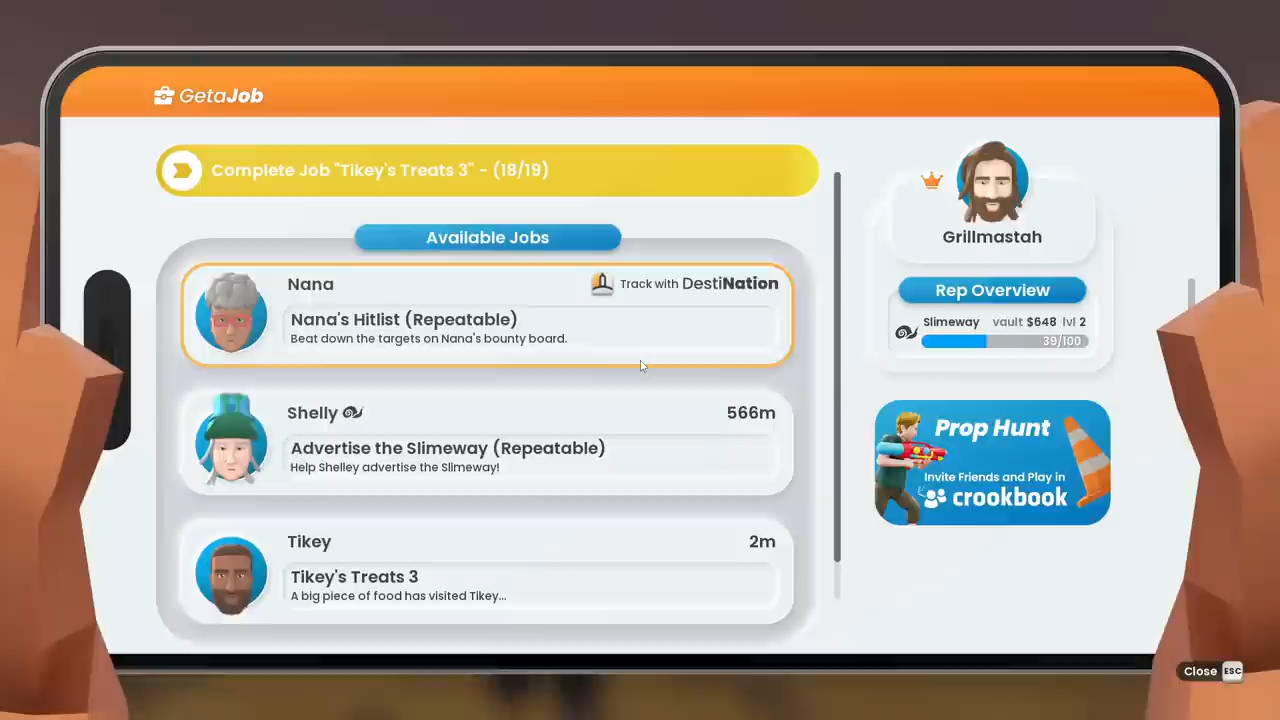 GetaJob
Complete Job "Tikey's Treats 3" - (18/19)
Available Jobs
Nana
Track with DestiNation
Nana's Hitlist (Repeatable)
Beat down the targets on Nana's bounty board.
Shelly
566m
Advertise the Slimeway (Repeatable)
Help Shelley advertise the Slimeway!
Tikey
2m
Tikey's Treats 3
A big piece of food has visited Tikey...
Grillmastah
Rep Overview
Slimeway vault $648 lvl 2
39/100
Prop Hunt
Invite Friends and Play in
crookbook
Close ESC